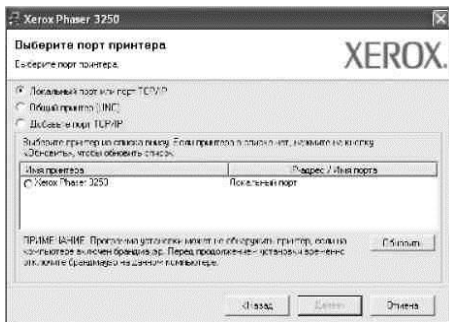 Xerox Phaser 3250
Выберите порт принтера
XEROX.
Выберите порт принтера.
Локальный порт или порт TCP/IP
Общий принтер (UNC)
Добавьте порт TCP/IP
Выберите принтер из списка внизу. Если принтера в списке нет, нажмите на кнопку
«Обновить», чтобы обновить список.
Имя принтера IP-адрес / Имя порта
Xerox Phaser 3250 Локальный порт
ПРИМЕЧАНИЕ. Программа установки может не обнаружить принтер, если на
компьютере включен брандмауэр. Перед продолжением установки временно
отключите брандмауэр на данном компьютере.
Обновить
< Назад
Далее >
Отмена